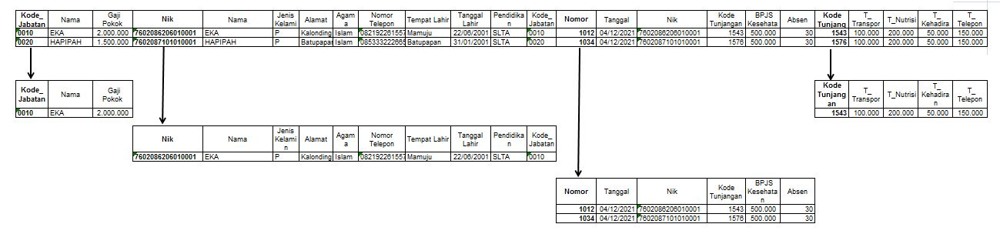 Kode_ Jabatan Nama Gaji Pokok Nik Nama Jenis Kelami Alamat Agam a Nomor Telepon Tempat Lahir Tanggal Lahir Pendidika n Kode_ Jabatan Nomor Tanggal Nik Kode Tunjangan BPJS Kesehata Absen Kode Tunjang T_ Transpor T_Nutrisi T_ Kehadira T_ Telepon
0010 EKA 2.000.000 7602086206010001 EKA P Kalonding Islam 082192261557 Mamuju 22/06/2001 SLTA 0010 1012 04/12/2021 7602086206010001 1543 500.000 30 1543 100.000 200.000 50.000 150.000
0020 HAPIPAH 1.500.000 7602087101010001 HAPIPAH P Batupapan Islam 085333222665 Batupapan 31/01/2001 SLTA 0020 1034 04/12/2021 7602087101010001 1576 500.000 30 1576 100.000 200.000 50.000 150.000
Kode_ Jabatan Nama Gaji Pokok
0010 EKA 2.000.000
Kode Tunjang an T_ Transpor T_Nutrisi T_ Kehadira n T_ Telepon
1543 100.000 200.000 50.000 150.000
Nik Nama Jenis Kelami n Alamat Agam a Nomor Telepon Tempat Lahir Tanggal Lahir Pendidika n Kode_ Jabatan
7602086206010001 EKA P Kalonding Islam 082192261557 Mamuju 22/06/2001 SLTA 0010
Nomor Tanggal Nik Kode Tunjangan BPJS Kesehata n Absen
1012 04/12/2021 7602086206010001 1543 500.000 30
1034 04/12/2021 7602087101010001 1576 500.000 30